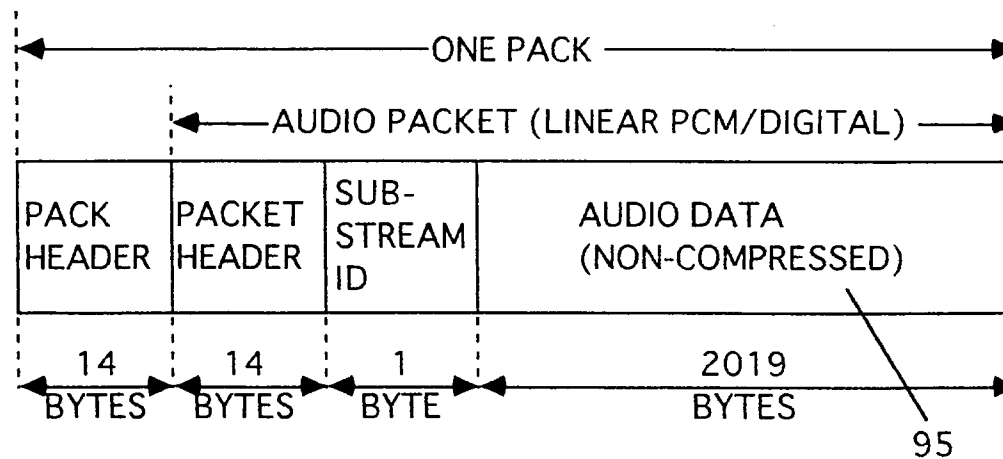 ONE PACK
AUDIO PACKET (LINEAR PCM/DIGITAL)
PACK
HEADER
PACKET
HEADER
SUB-
STREAM
ID
AUDIO DATA
(NON-COMPRESSED)
14
BYTES
14
BYTES
1
BYTE
2019
BYTES
95